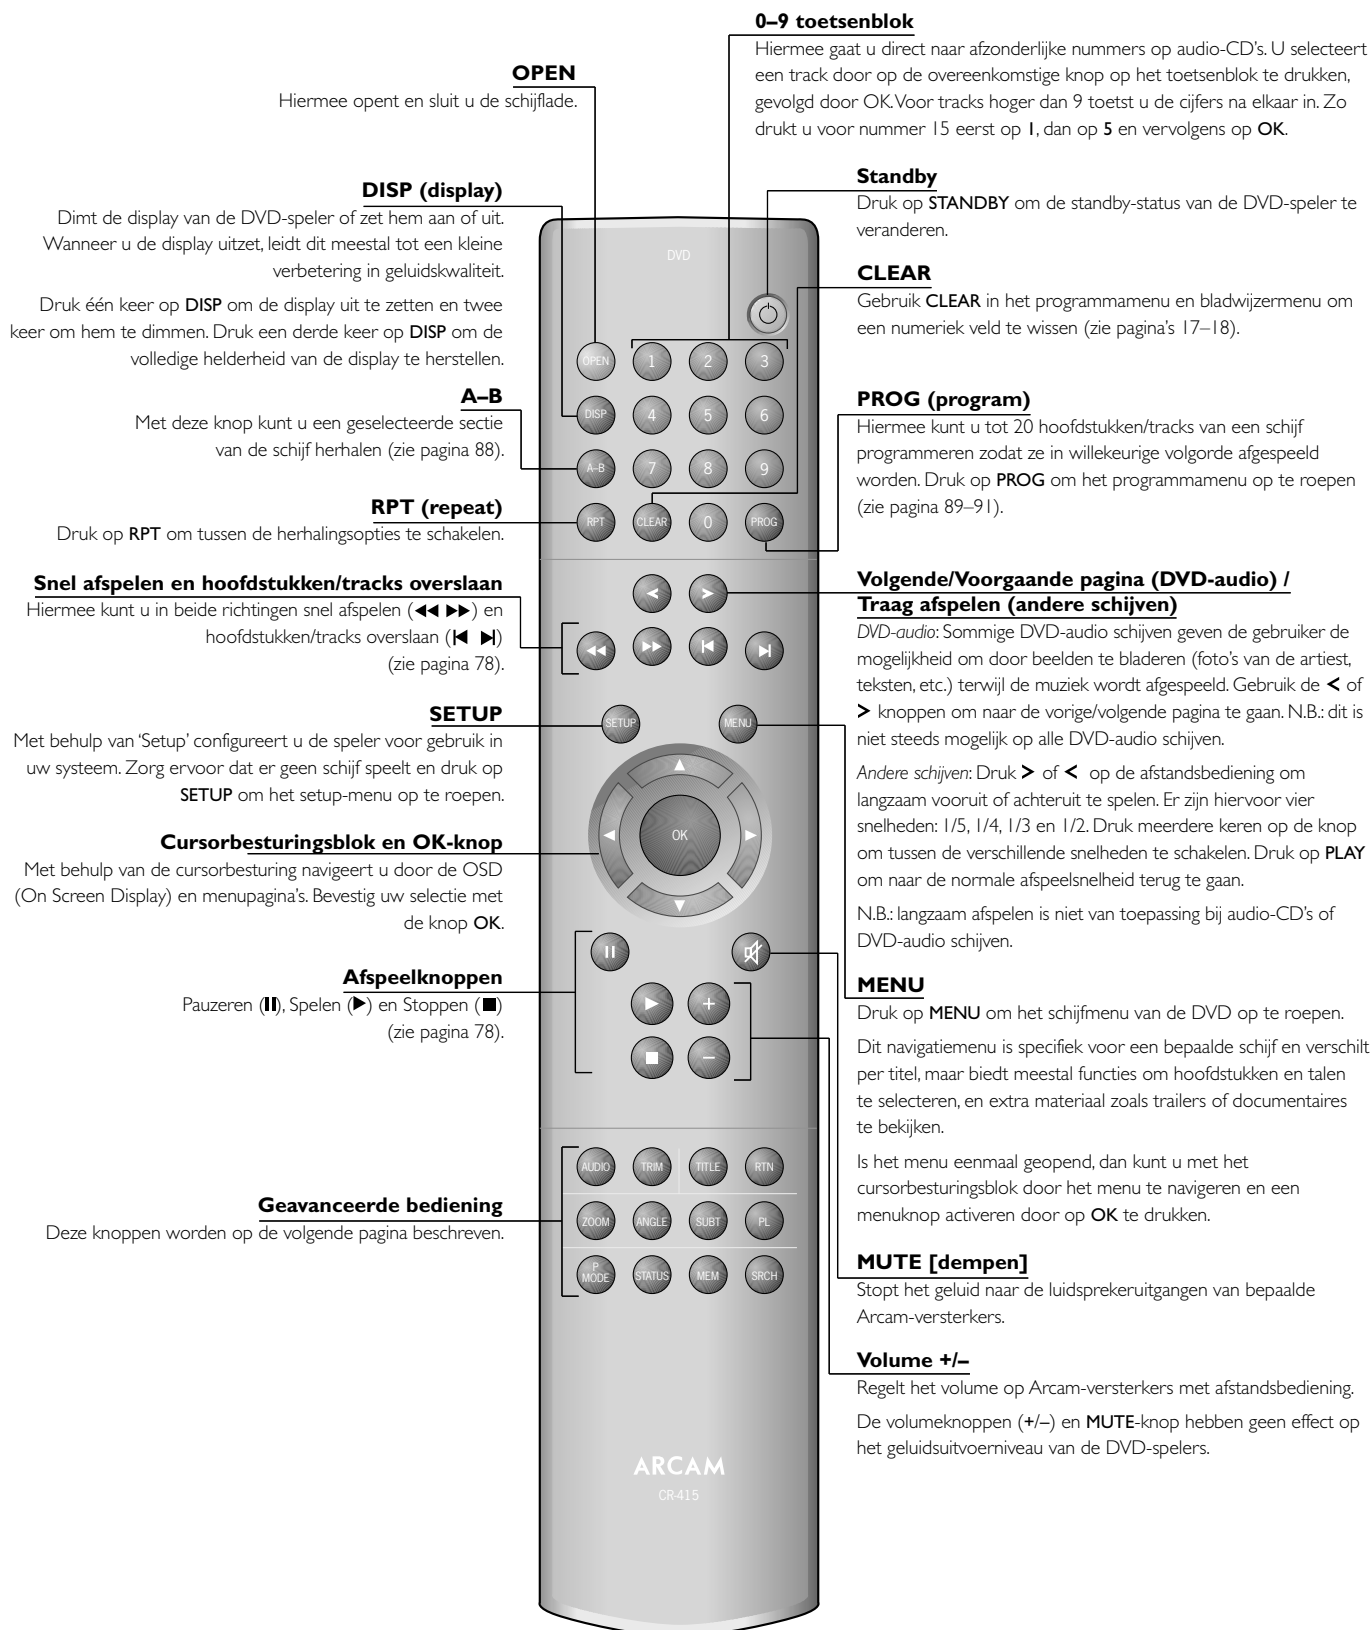 0–9 toetsenblok
Hiermee gaat u direct naar afzonderlijke nummers op audio-CD's. U selecteert
een track door op de overeenkomstige knop op het toetsenblok te drukken,
gevolgd door OK. Voor tracks hoger dan 9 toetst u de cijfers na elkaar in. Zo
drukt u voor nummer 15 eerst op 1, dan op 5 en vervolgens op OK.
OPEN
Hiermee opent en sluit u de schijflade.
DISP (display)
Dimt de display van de DVD-speler of zet hem aan of uit.
Wanneer u de display uitzet, leidt dit meestal tot een kleine
verbetering in geluidskwaliteit.
Druk één keer op DISP om de display uit te zetten en twee
keer om hem te dimmen. Druk een derde keer op DISP om de
volledige helderheid van de display te herstellen.
A–B
Met deze knop kunt u een geselecteerde sectie
van de schijf herhalen (zie pagina 88).
RPT (repeat)
Druk op RPT om tussen de herhalingsopties te schakelen.
Snel afspelen en hoofdstukken/tracks overslaan
Hiermee kunt u in beide richtingen snel afspelen (◀◀ ▶▶) en
hoofdstukken/tracks overslaan (|◀ ▶|)
(zie pagina 78).
SETUP
Met behulp van 'Setup' configureert u de speler voor gebruik in
uw systeem. Zorg ervoor dat er geen schijf speelt en druk op
SETUP om het setup-menu op te roepen.
Cursorbesturingsblok en OK-knop
Met behulp van de cursorbesturing navigeert u door de OSD
(On Screen Display) en menupagina's. Bevestig uw selectie met
de knop OK.
Afspeelknoppen
Pauzeren (II), Spelen (▶) en Stoppen (■)
(zie pagina 78).
Geavanceerde bediening
Deze knoppen worden op de volgende pagina beschreven.
DVD
OPEN 1 2 3
DISP 4 5 6
A–B 7 8 9
RPT CLEAR 0 PROG
< >
◀◀ ▶▶ |◀ ▶|
SETUP MENU
▲
◀ OK ▶
▼
II
▶ +
■ –
AUDIO TRIM TITLE RTN
ZOOM ANGLE SUBT PL
P
MODE STATUS MEM SRCH
ARCAM
CR-415
Standby
Druk op STANDBY om de standby-status van de DVD-speler te
veranderen.
CLEAR
Gebruik CLEAR in het programmamenu en bladwijzermenu om
een numeriek veld te wissen (zie pagina's 17–18).
PROG (program)
Hiermee kunt u tot 20 hoofdstukken/tracks van een schijf
programmeren zodat ze in willekeurige volgorde afgespeeld
worden. Druk op PROG om het programmamenu op te roepen
(zie pagina 89–91).
Volgende/Voorgaande pagina (DVD-audio) /
Traag afspelen (andere schijven)
DVD-audio: Sommige DVD-audio schijven geven de gebruiker de
mogelijkheid om door beelden te bladeren (foto's van de artiest,
teksten, etc.) terwijl de muziek wordt afgespeeld. Gebruik de < of
> knoppen om naar de vorige/volgende pagina te gaan. N.B.: dit is
niet steeds mogelijk op alle DVD-audio schijven.
Andere schijven: Druk > of < op de afstandsbediening om
langzaam vooruit of achteruit te spelen. Er zijn hiervoor vier
snelheden: 1/5, 1/4, 1/3 en 1/2. Druk meerdere keren op de knop
om tussen de verschillende snelheden te schakelen. Druk op PLAY
om naar de normale afspeelsnelheid terug te gaan.
N.B.: langzaam afspelen is niet van toepassing bij audio-CD's of
DVD-audio schijven.
MENU
Druk op MENU om het schijfmenu van de DVD op te roepen.
Dit navigatiemenu is specifiek voor een bepaalde schijf en verschilt
per titel, maar biedt meestal functies om hoofdstukken en talen
te selecteren, en extra materiaal zoals trailers of documentaires
te bekijken.
Is het menu eenmaal geopend, dan kunt u met het
cursorbesturingsblok door het menu te navigeren en een
menuknop activeren door op OK te drukken.
MUTE [dempen]
Stopt het geluid naar de luidsprekeruitgangen van bepaalde
Arcam-versterkers.
Volume +/–
Regelt het volume op Arcam-versterkers met afstandsbediening.
De volumeknoppen (+/–) en MUTE-knop hebben geen effect op
het geluidsuitvoerniveau van de DVD-spelers.